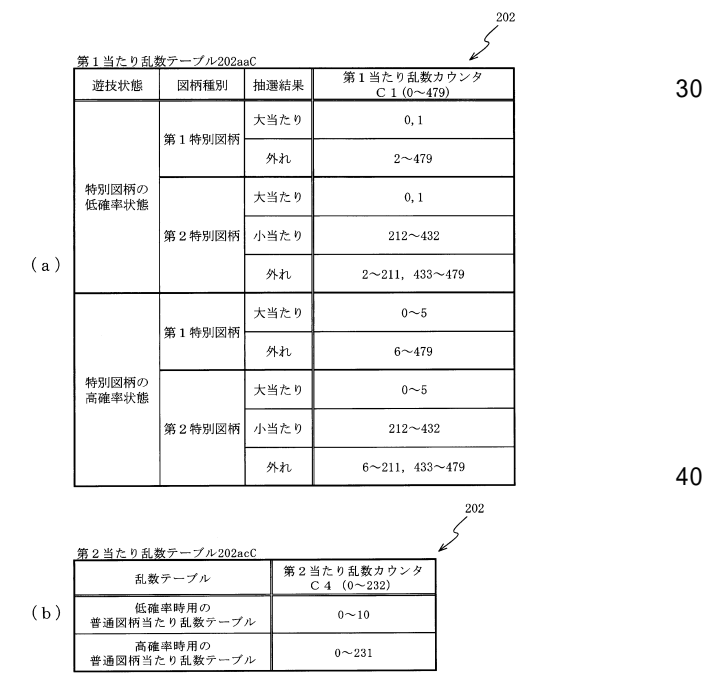 202
第１当たり乱数テーブル202aaC
遊技状態 図柄種別 抽選結果 第１当たり乱数カウンタ
Ｃ１(0～479)
30
特別図柄の
低確率状態
第１特別図柄
大当たり 0, 1
外れ 2～479
第２特別図柄
大当たり 0, 1
小当たり 212～432
外れ 2～211, 433～479
(a)
特別図柄の
高確率状態
第１特別図柄
大当たり 0～5
外れ 6～479
第２特別図柄
大当たり 0～5
小当たり 212～432
外れ 6～211, 433～479
40
202
第２当たり乱数テーブル202acC
乱数テーブル 第２当たり乱数カウンタ
Ｃ４ (0～232)
(b)
低確率時用の
普通図柄当たり乱数テーブル
0～10
高確率時用の
普通図柄当たり乱数テーブル
0～231